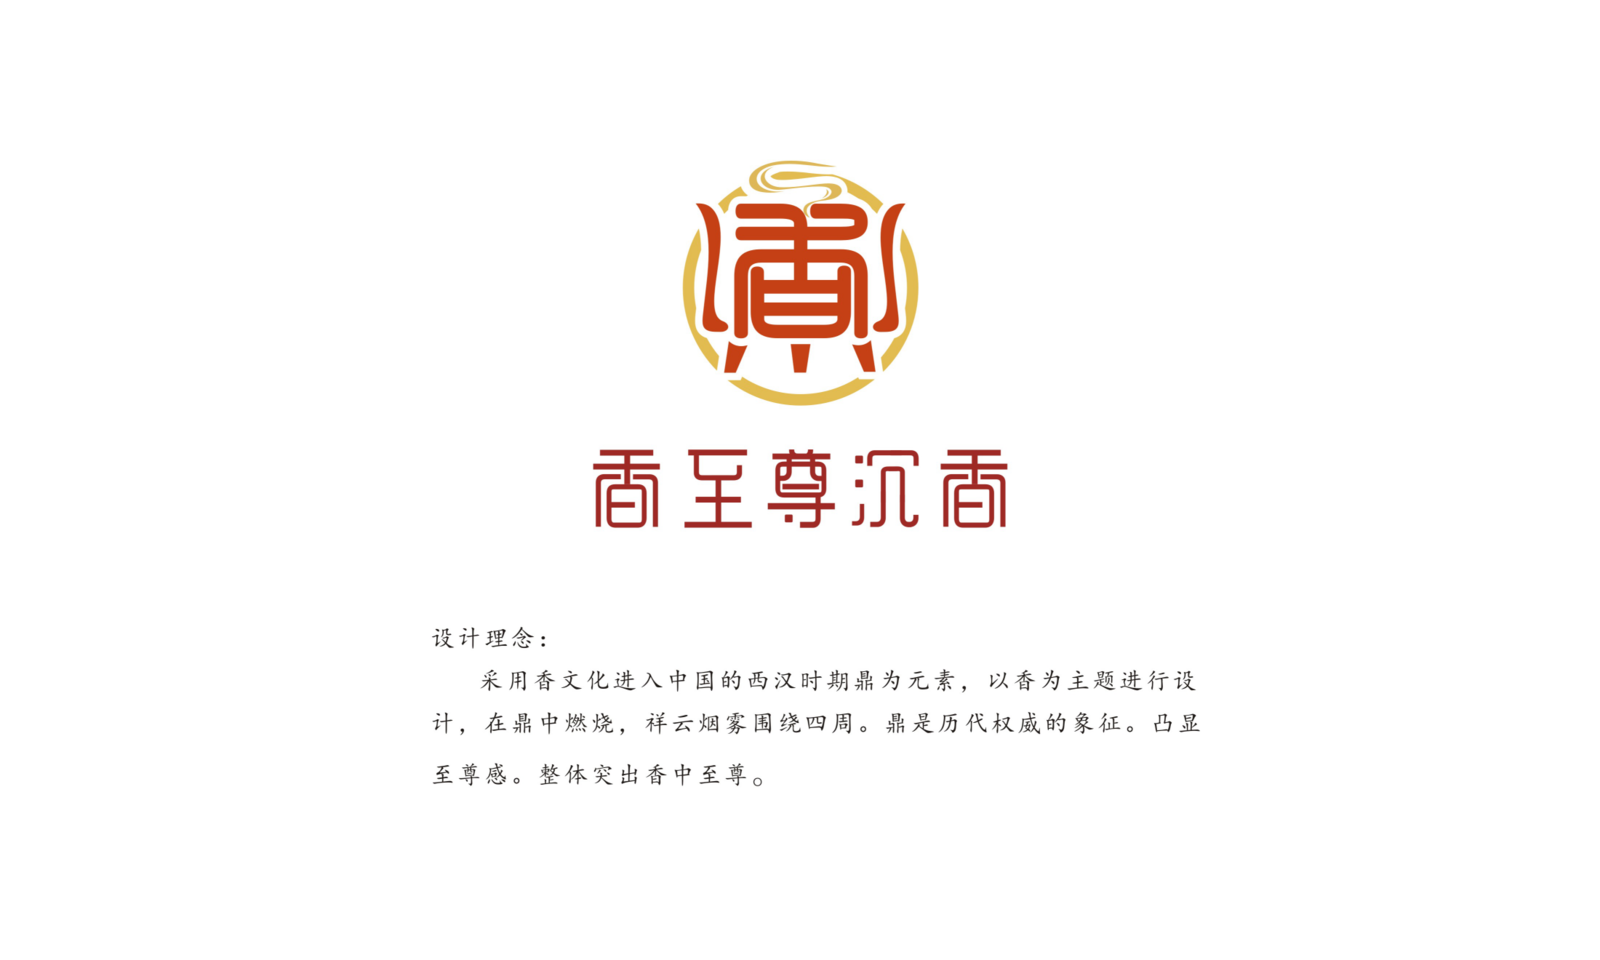 香
香至尊沉香
设计理念：
采用香文化进入中国的西汉时期鼎为元素，以香为主题进行设
计，在鼎中燃烧，祥云烟雾围绕四周。鼎是历代权威的象征。凸显
至尊感。整体突出香中至尊。